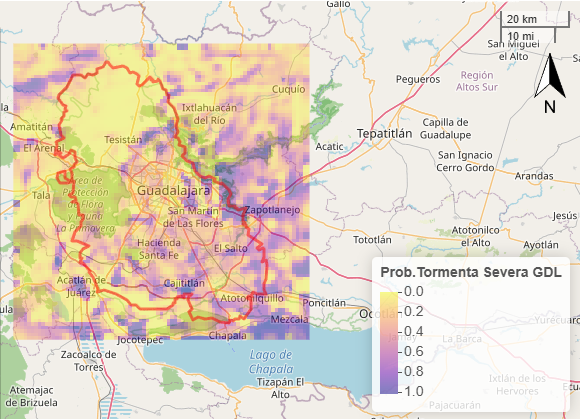 Gallo
20 km
10 mi
San Miguel
el Alto
N
Pegueros
Región
Altos Sur
Cuquío
Ixtlahuacán
del Río
Capilla de
Guadalupe
Tepatitlán
Amatitán
Tesistán
El Arenal
Acatic
San Ignacio
Cerro Gordo
Arandas
Área de
Protección
de Flora
y Fauna
La Primavera
Tala
Guadalajara
San Martín
de Las Flores
Zapotlanejo
Jesús
Hacienda
Santa Fe
El Salto
Tototlán
Atotonilco
el Alto
Ayotlán
Acatlán de
Juárez
Cajititlán
Atotonilquillo
Poncitlán
Mezcala
Chapala
Jocotepec
Zacoalco de
Torres
Lago de
Chapala
Tizapán El
Alto
Atemajac
de Brizuela
Prob.Tormenta Severa GDL
0.0
0.2
0.4
0.6
0.8
1.0
La Barca
Yurécuaro
Ixtlán de los
Hervores
Pajacuarán